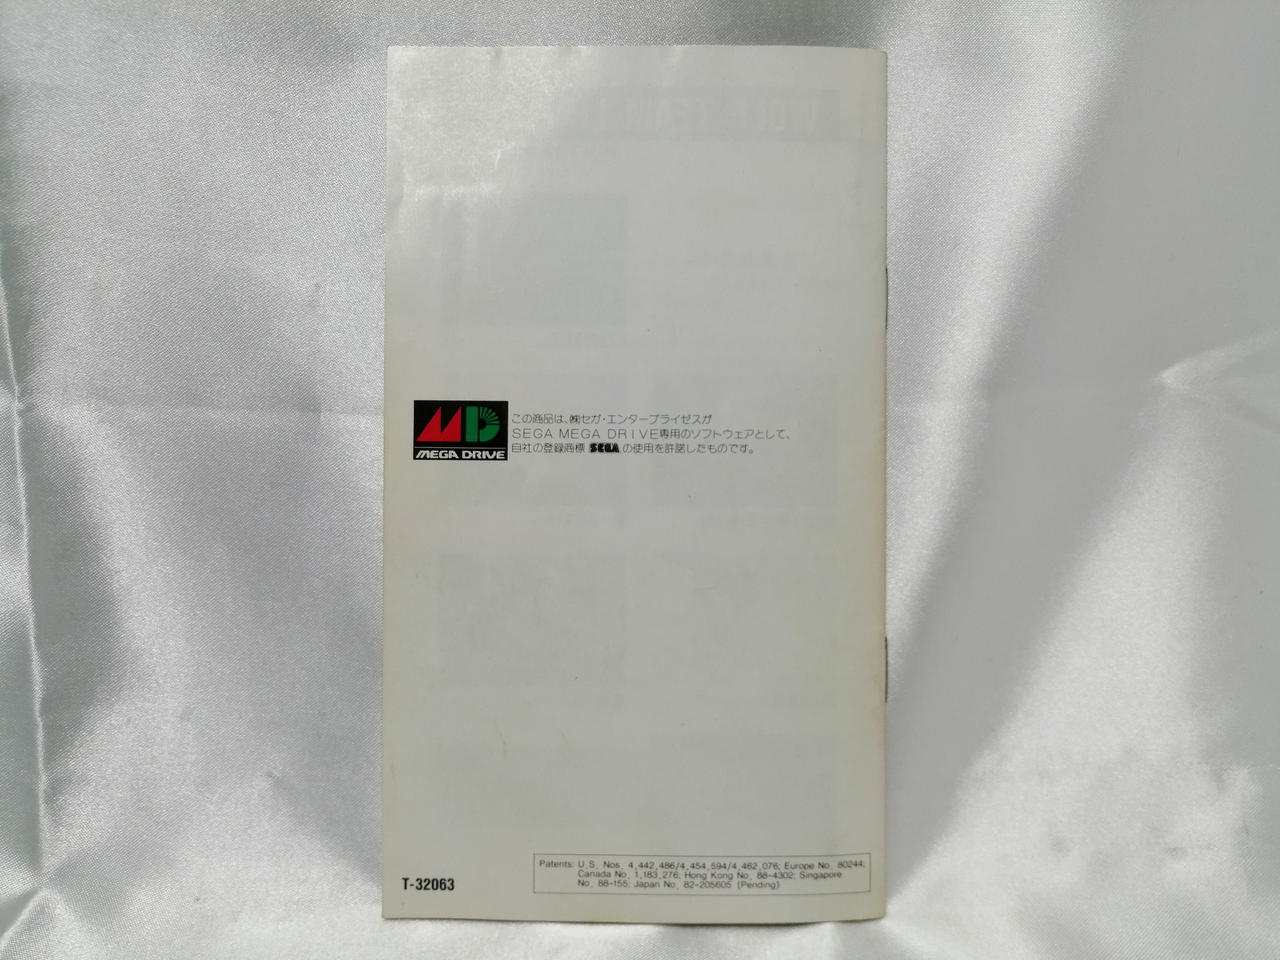 WOLF TEAM
MD
MEGA DRIVE
この商品は、㈱セガ・エンタープライゼスが
SEGA MEGA DRIVE専用のソフトウェアとして、
自社の登録商標 SEGA の使用を許諾したものです。
T-32063
Patents: U.S. Nos. 4,442,486/4,454,594/4,462,076; Europe No. 80244;
Canada No. 1,183,276; Hong Kong No. 88-4302; Singapore
No. 88-155; Japan No. 82-205605 (Pending)